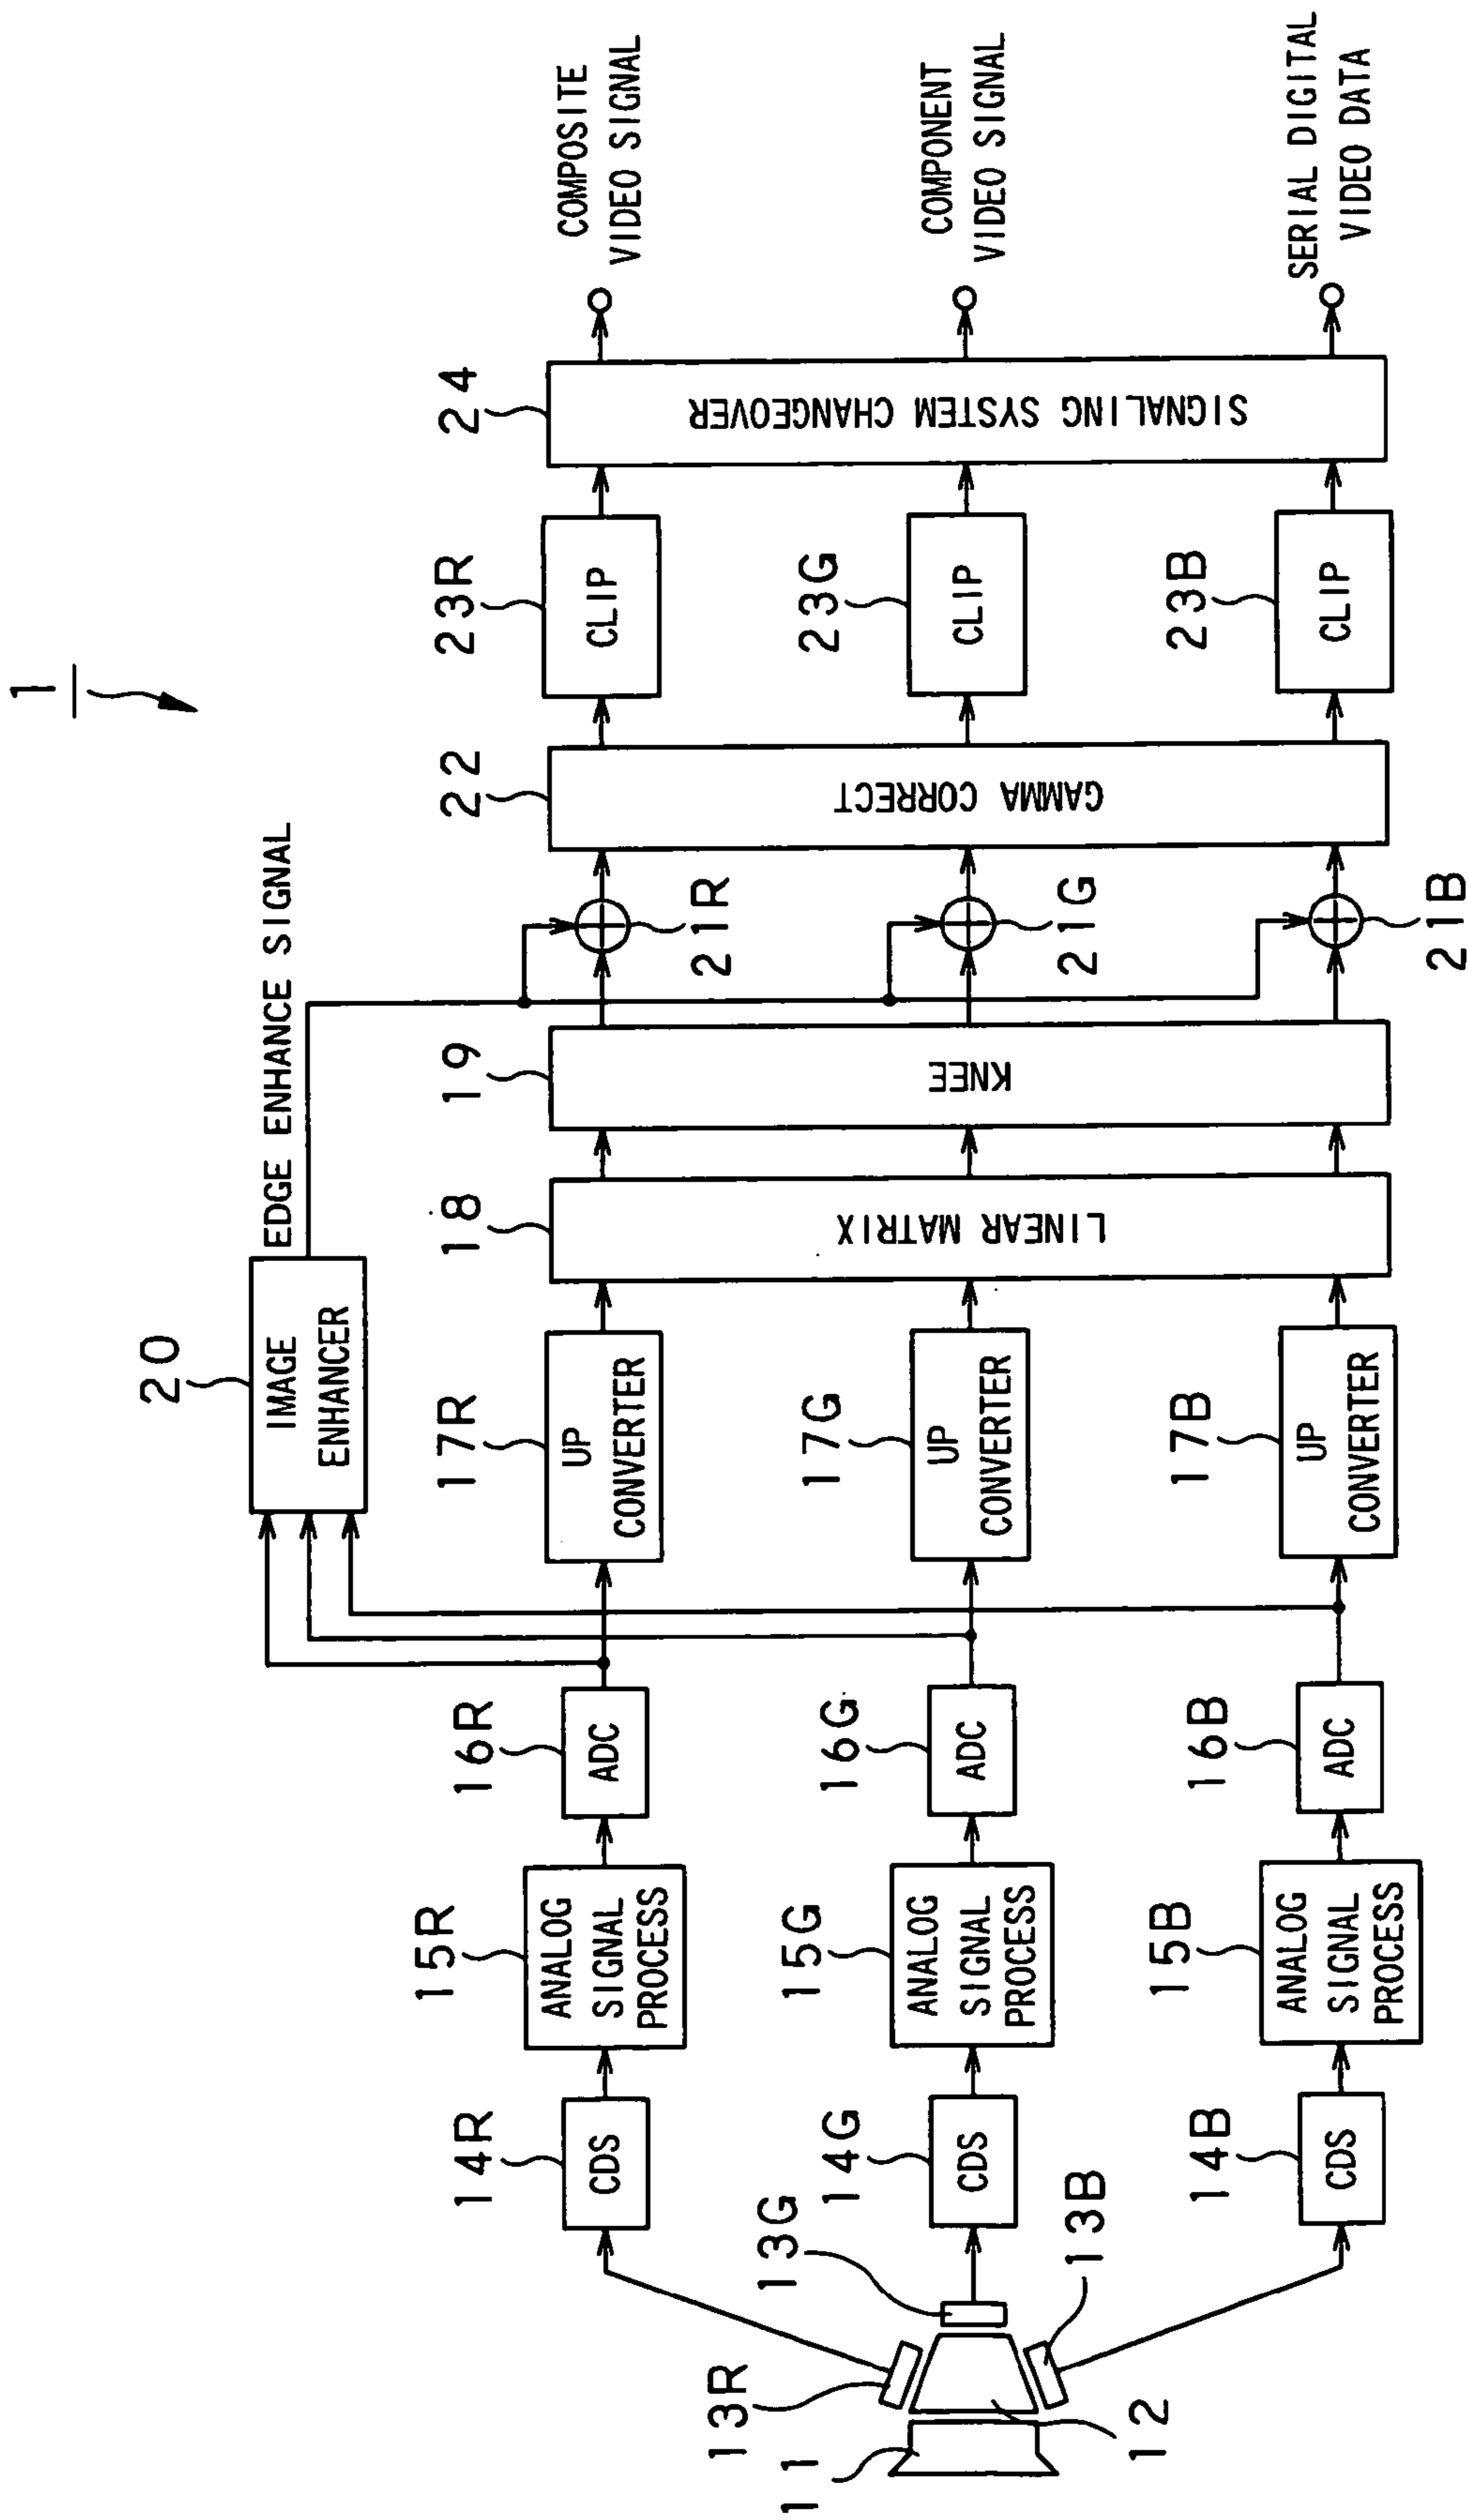 1
20
IMAGE
ENHANCER
EDGE ENHANCE SIGNAL
11
12
13R
13G
13B
14R
CDS
15R
ANALOG
SIGNAL
PROCESS
16R
ADC
17R
UP
CONVERTER
14G
CDS
15G
ANALOG
SIGNAL
PROCESS
16G
ADC
17G
UP
CONVERTER
14B
CDS
15B
ANALOG
SIGNAL
PROCESS
16B
ADC
17B
UP
CONVERTER
18
LINEAR MATRIX
19
KNEE
21R
21G
21B
22
GAMMA CORRECT
23R
CLIP
23G
CLIP
23B
CLIP
24
SIGNALING SYSTEM CHANGEOVER
COMPOSITE
VIDEO SIGNAL
COMPONENT
VIDEO SIGNAL
SERIAL DIGITAL
VIDEO DATA